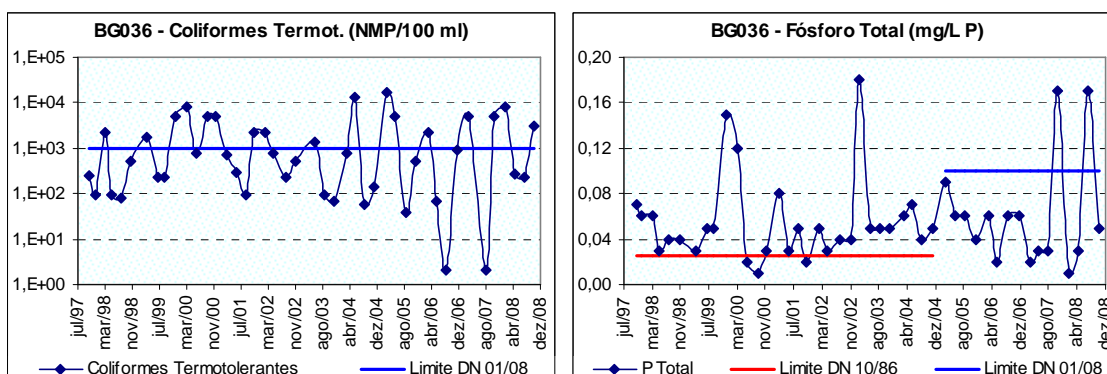 BG036 - Coliformes Termot. (NMP/100 ml)
1,E+05
1,E+04
1,E+03
1,E+02
1,E+01
1,E+00
jul/97
mar/98
nov/98
jul/99
mar/00
nov/00
jul/01
mar/02
nov/02
ago/03
abr/04
dez/04
ago/05
abr/06
dez/06
ago/07
abr/08
dez/08
Coliformes Termotolerantes
Limite DN 01/08
BG036 - Fósforo Total (mg/L P)
0,20
0,16
0,12
0,08
0,04
0,00
jul/97
mar/98
nov/98
jul/99
mar/00
nov/00
jul/01
mar/02
nov/02
ago/03
abr/04
dez/04
ago/05
abr/06
dez/06
ago/07
abr/08
dez/08
P Total
Limite DN 10/86
Limite DN 01/08